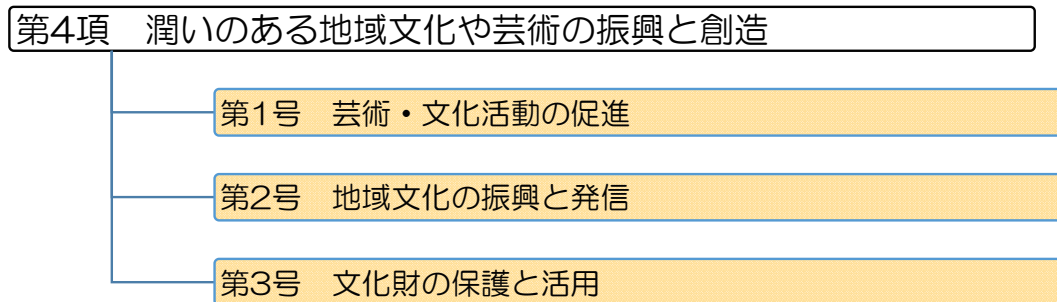 第4項　潤いのある地域文化や芸術の振興と創造
第1号　芸術・文化活動の促進
第2号　地域文化の振興と発信
第3号　文化財の保護と活用